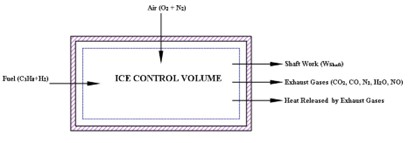 Air (O₂ + N₂)
Fuel (C₃H₈+H₂)
ICE CONTROL VOLUME
Shaft Work
Exhaust Gases (CO₂, CO, N₂, H₂O, NO)
Heat Released by Exhaust Gases